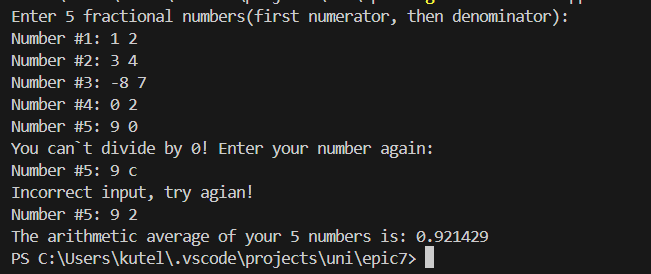 Enter 5 fractional numbers(first numerator, then denominator):
Number #1: 1 2
Number #2: 3 4
Number #3: -8 7
Number #4: 0 2
Number #5: 9 0
You can`t divide by 0! Enter your number again:
Number #5: 9 c
Incorrect input, try agian!
Number #5: 9 2
The arithmetic average of your 5 numbers is: 0.921429
PS C:\Users\kutel\.vscode\projects\uni\epic7>